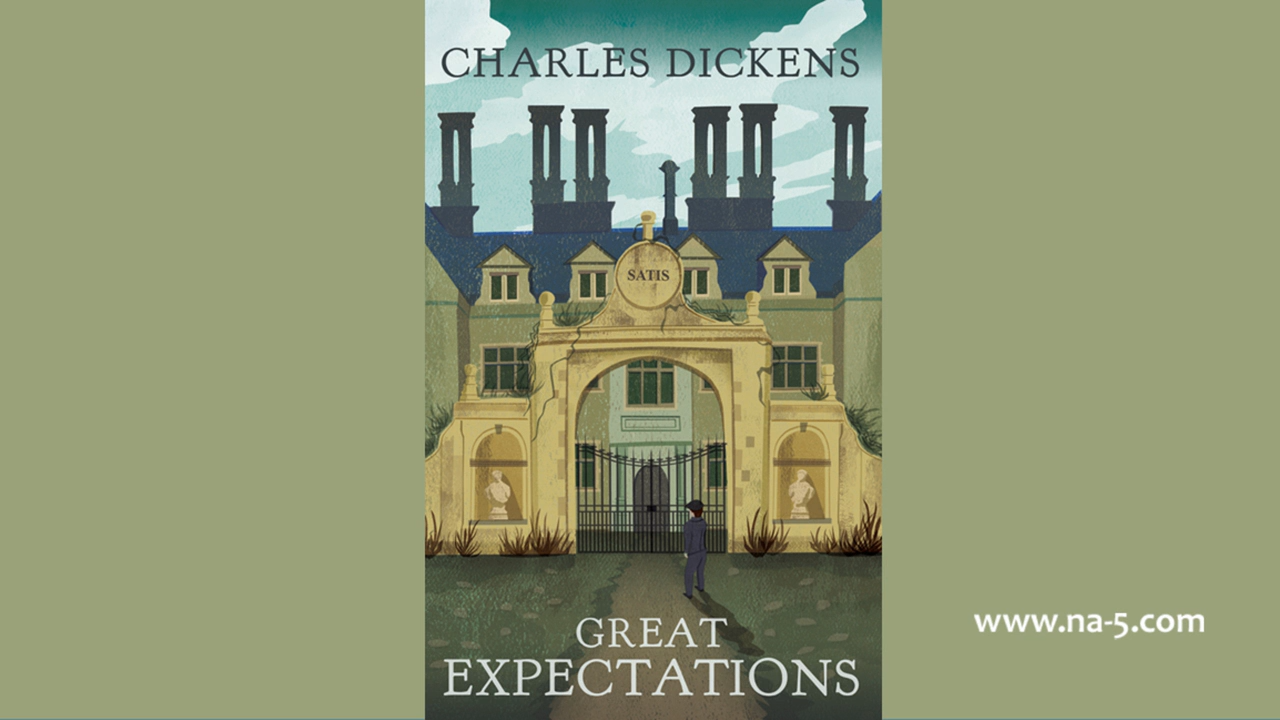 CHARLES DICKENS
SATIS
GREAT
EXPECTATIONS
www.na-5.com